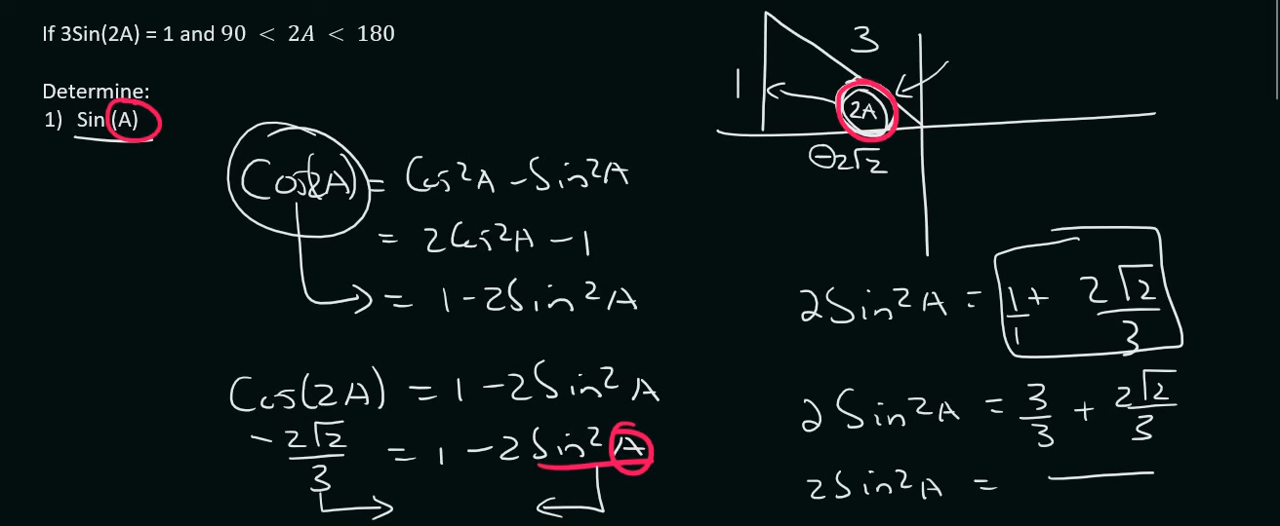 If 3Sin(2A) = 1 and 90 < 2A < 180
Determine:
1) Sin(A)
3
1
2A
-2√2
Cos(2A) = Cos²A - Sin²A
= 2Cos²A - 1
= 1 - 2Sin²A
Cos(2A) = 1 - 2Sin²A
-2√2/3 = 1 - 2Sin²A
2Sin²A = 1/1 + 2√2/3
2Sin²A = 3/3 + 2√2/3
2Sin²A =